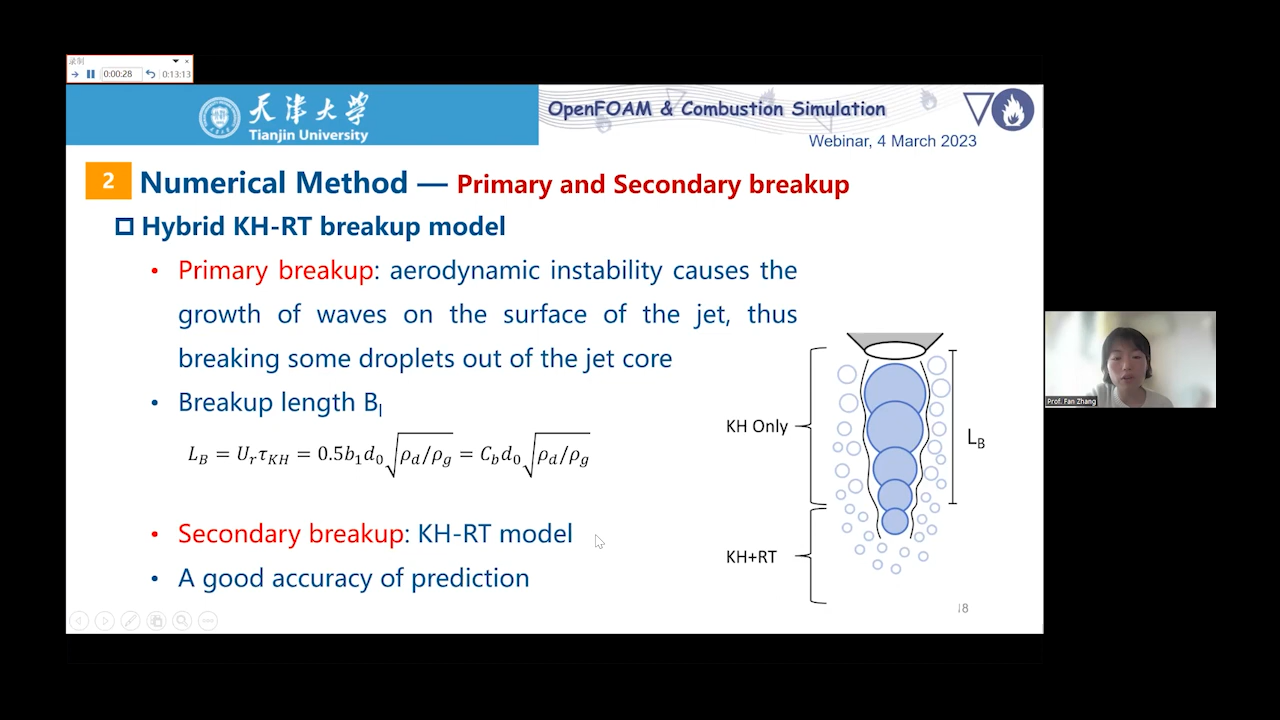 录制
0:00:28
0:13:13
天津大学
Tianjin University
OpenFOAM & Combustion Simulation
Webinar, 4 March 2023
2
Numerical Method — Primary and Secondary breakup
Hybrid KH-RT breakup model
• Primary breakup: aerodynamic instability causes the
growth of waves on the surface of the jet, thus
breaking some droplets out of the jet core
• Breakup length Bl
L_B = U_r τ_KH = 0.5b₁d₀√(ρ_d/ρ_g) = C_b d₀√(ρ_d/ρ_g)
• Secondary breakup: KH-RT model
• A good accuracy of prediction
KH Only
L_B
KH+RT
18
Prof. Fan Zhang